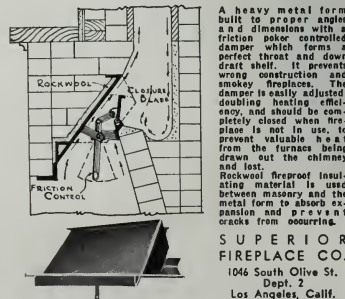 ROCKWOOL
CLOSURE
BLADE
FRICTION
CONTROL
A heavy metal form
built to proper angles
and dimensions with a
friction poker controlled
damper which forms a
perfect throat and down
draft shelf. It prevents
wrong construction and
smokey fireplaces. The
damper is easily adjusted
doubling heating effici-
ency, and should be com-
pletely closed when fire-
place is not in use, to
prevent valuable heat
from the furnace being
drawn out the chimney
and lost.
Rockwool fireproof insul-
ating material is used
between masonry and the
metal form to absorb ex-
pansion and prevent
cracks from occurring.
SUPERIOR
FIREPLACE CO.
1046 South Olive St.
Dept. 2
Los Angeles, Calif.